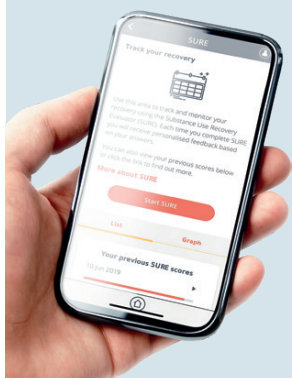 SURE
Track your recovery
Use this area to track and monitor your
recovery using the Substance Use Recovery
Evaluator (SURE). Each time you complete SURE
you will receive personalised feedback based
on your answers.
You can also view your previous scores below
or click the link to find out more.
More about SURE
Start SURE
List
Graph
Your previous SURE scores
19 Jun 2019